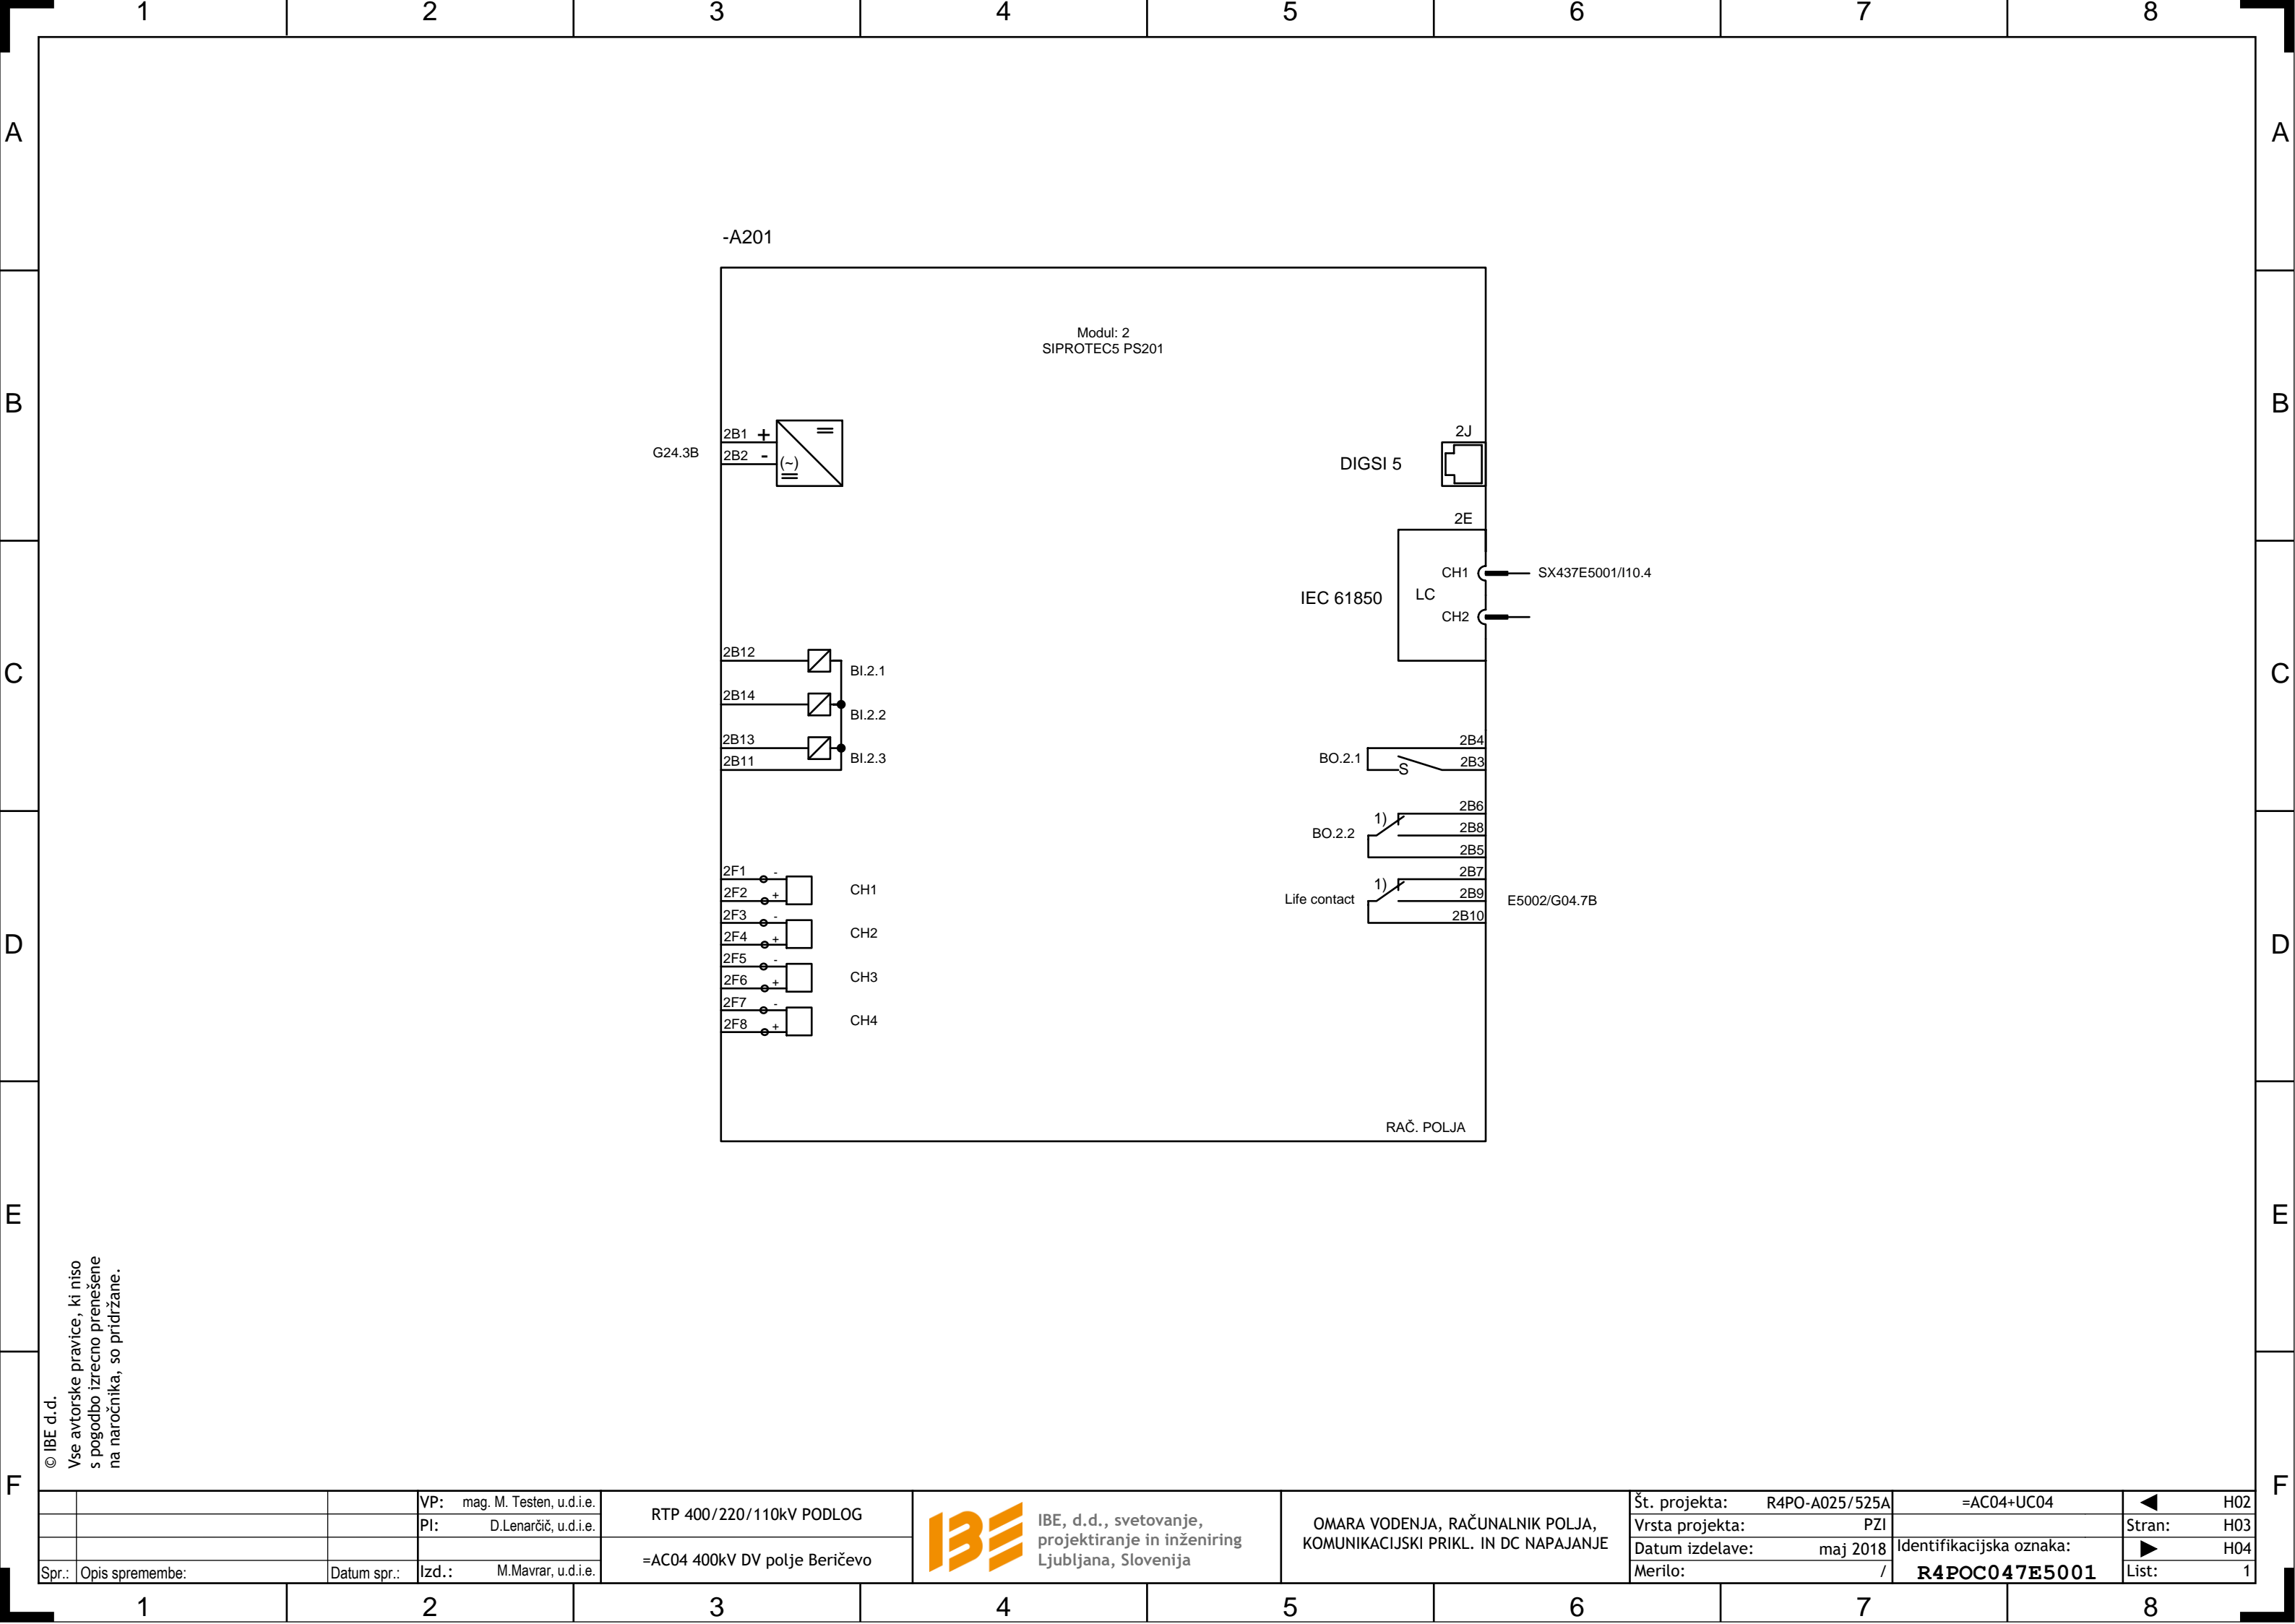 1 2 3 4 5 6 7 8
A A
B B
C C
D D
E E
F F
-A201
Modul: 2
SIPROTEC5 PS201
G24.3B
2B1 +
2B2 -
(~)
2J
DIGSI 5
2E
IEC 61850
LC
CH1
SX437E5001/I10.4
CH2
2B12
BI.2.1
2B14
BI.2.2
2B13
2B11
BI.2.3
BO.2.1
S
2B4
2B3
BO.2.2
1)
2B6
2B8
2B5
Life contact
1)
2B7
2B9
2B10
E5002/G04.7B
2F1 -
2F2 +
CH1
2F3 -
2F4 +
CH2
2F5 -
2F6 +
CH3
2F7 -
2F8 +
CH4
RAČ. POLJA
© IBE d.d.
Vse avtorske pravice, ki niso
s pogodbo izrecno prenešene
na naročnika, so pridržane.
Spr.: Opis spremembe: Datum spr.:
VP: mag. M. Testen, u.d.i.e.
PI: D.Lenarčič, u.d.i.e.
Izd.: M.Mavrar, u.d.i.e.
RTP 400/220/110kV PODLOG
=AC04 400kV DV polje Beričevo
IBE
IBE, d.d., svetovanje,
projektiranje in inženiring
Ljubljana, Slovenija
OMARA VODENJA, RAČUNALNIK POLJA,
KOMUNIKACIJSKI PRIKL. IN DC NAPAJANJE
Št. projekta: R4PO-A025/525A
Vrsta projekta: PZI
Datum izdelave: maj 2018
Merilo: /
=AC04+UC04
Identifikacijska oznaka:
R4POC047E5001
◀ H02
Stran: H03
▶ H04
List: 1
1 2 3 4 5 6 7 8